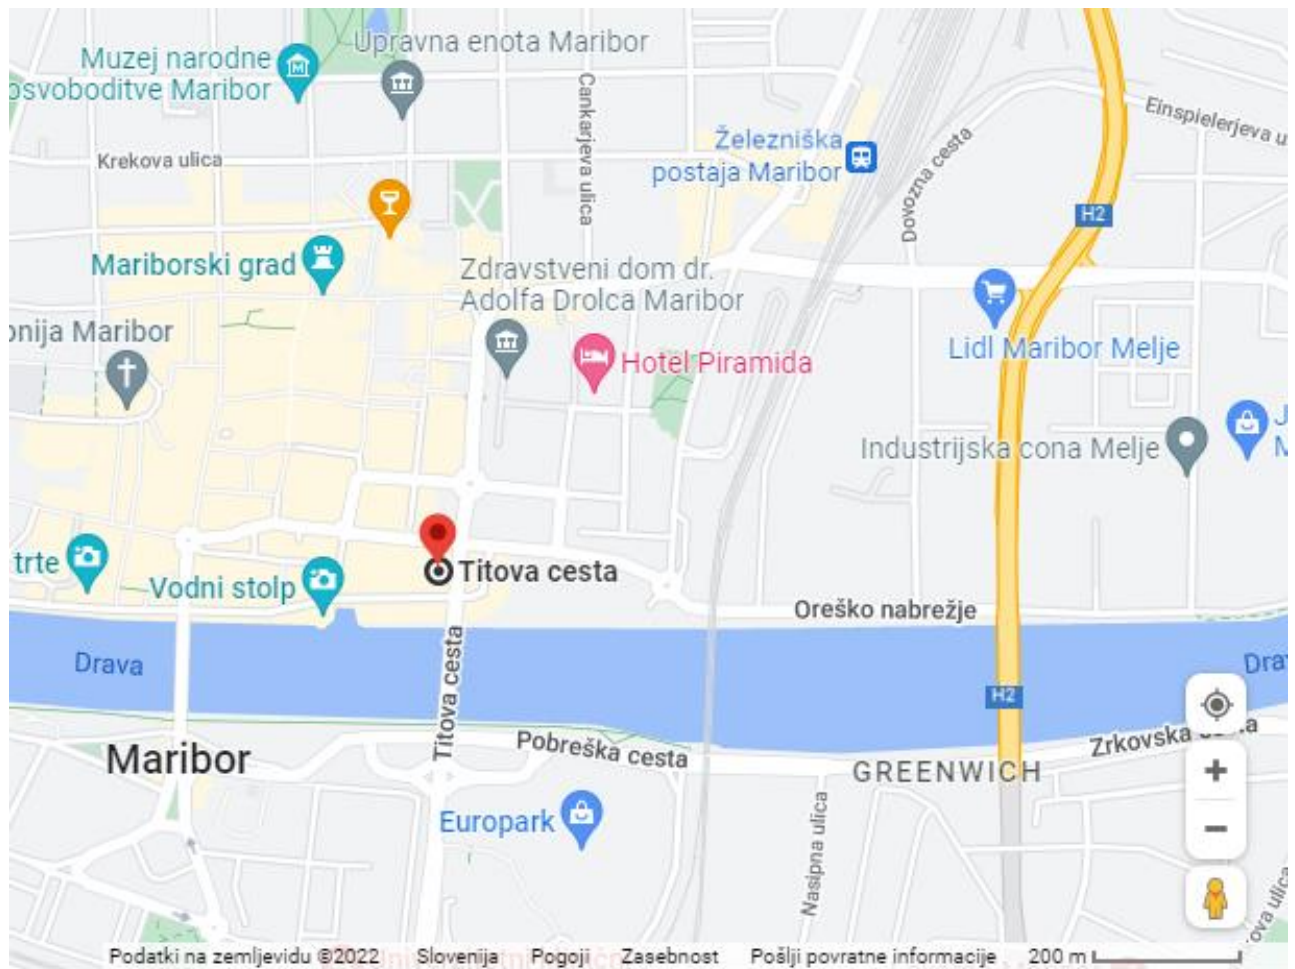 Upravna enota Maribor
Muzej narodne
osvoboditve Maribor
Cankarjeva ulica
Einspielerjeva u
Železniška
postaja Maribor
Krekova ulica
Dovozna cesta
H2
Mariborski grad
Zdravstveni dom dr.
Adolfa Drolca Maribor
onija Maribor
Lidl Maribor Melje
Hotel Piramida
J
M
Industrijska cona Melje
trte
Vodni stolp
Titova cesta
Oreško nabrežje
Drava
Titova cesta
Drav
H2
Maribor
Pobreška cesta
Zrkovska
GREENWICH
Europark
Nasipna ulica
ova ulica
Podatki na zemljevidu ©2022 Slovenija Pogoji Zasebnost Pošlji povratne informacije 200 m